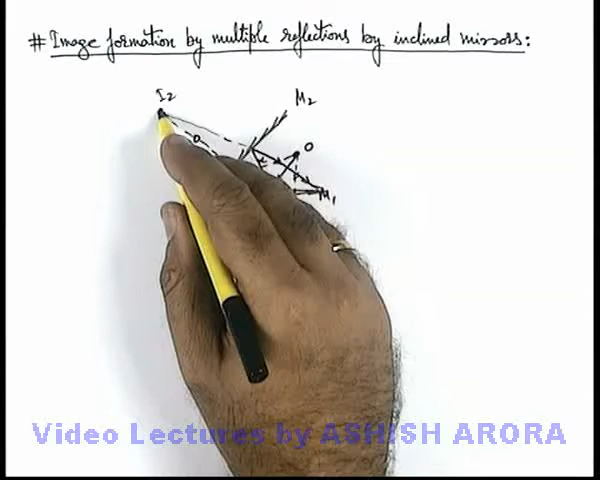 # Image formation by multiple reflections by inclined mirrors:
I2
M2
O
M1
Video Lectures by ASHISH ARORA